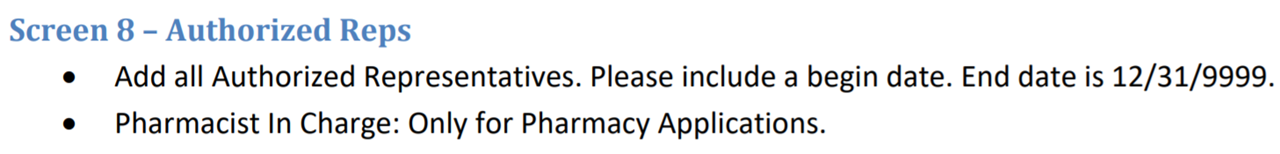 Screen 8 – Authorized Reps
• Add all Authorized Representatives. Please include a begin date. End date is 12/31/9999.
• Pharmacist In Charge: Only for Pharmacy Applications.